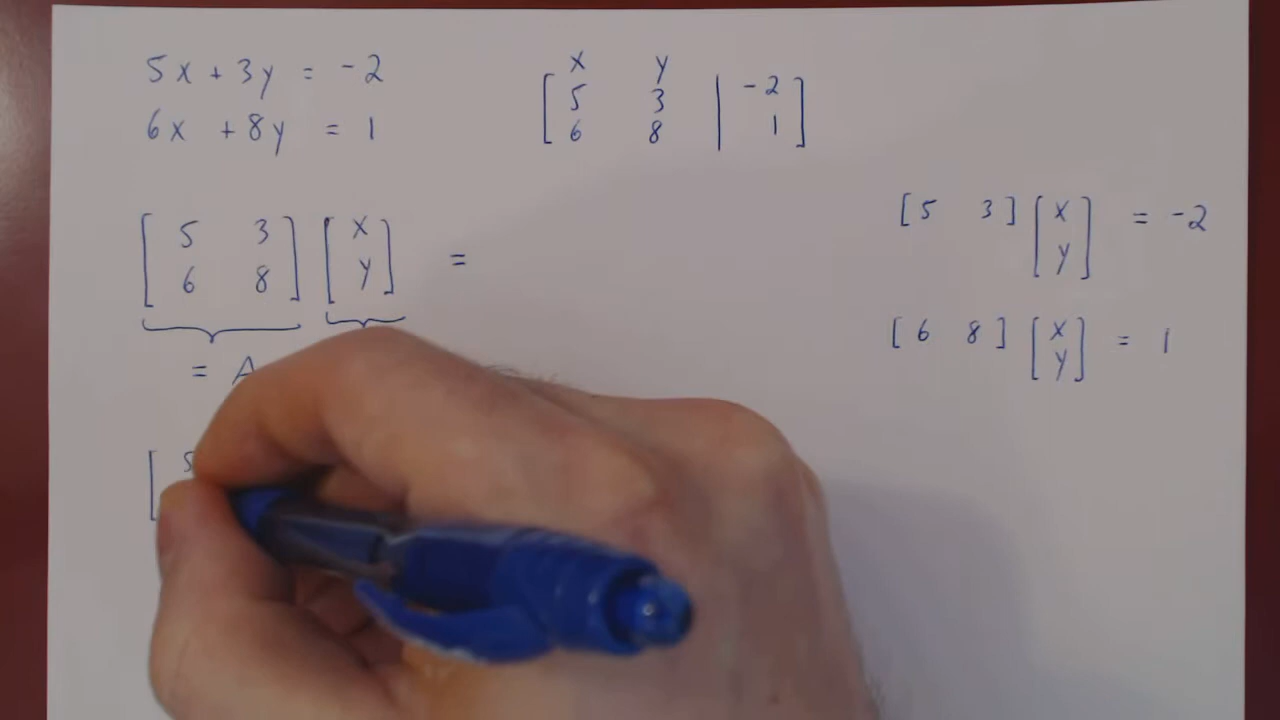 5x + 3y = -2
6x + 8y = 1
x y
[ 5 3 | -2 ]
[ 6 8 | 1 ]
[ 5 3 ] [ x ] =
[ 6 8 ] [ y ]
= A
[ 5
[ 5 3 ] [ x ] = -2
[ y ]
[ 6 8 ] [ x ] = 1
[ y ]